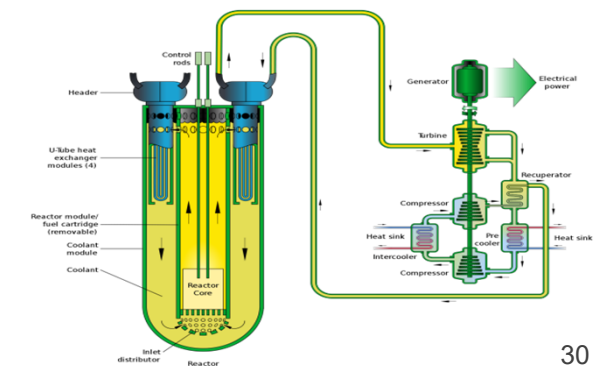 Control
rods
Header
U-Tube heat
exchanger
modules (4)
Reactor module/
fuel cartridge
(removable)
Coolant
module
Coolant
Reactor
Core
Inlet
distributor
Reactor
Generator
Electrical
power
Turbine
Recuperator
Compressor
Heat sink
Intercooler
Pre
cooler
Heat sink
Compressor
30